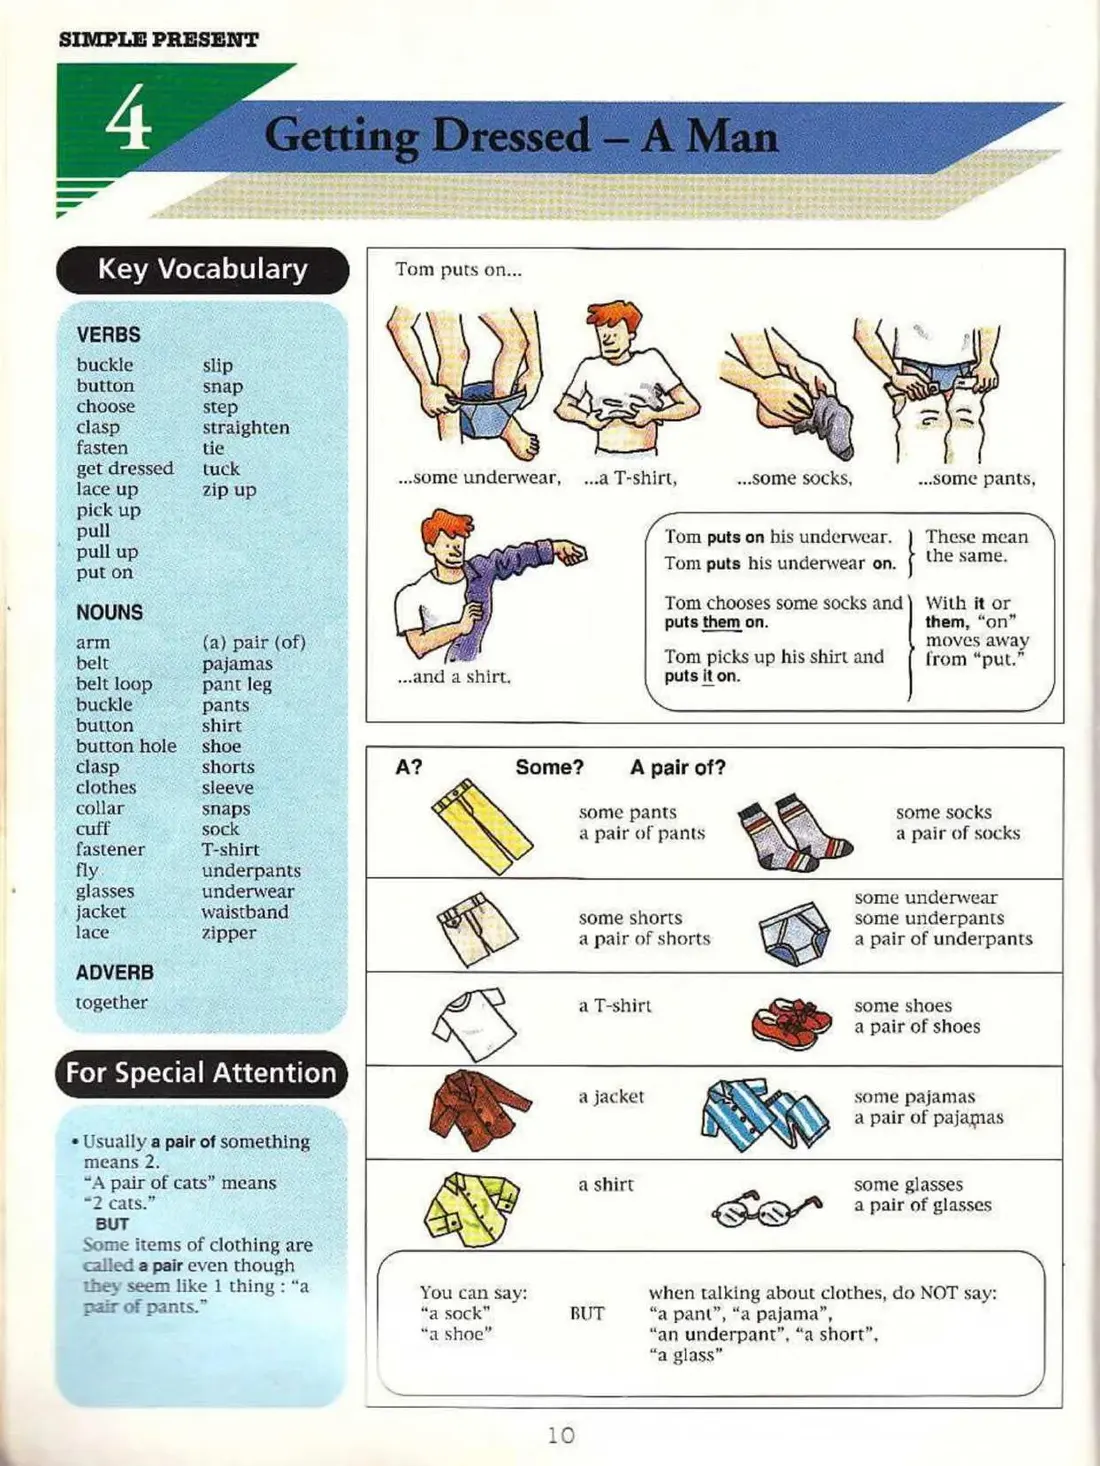 SIMPLE PRESENT
4
Getting Dressed – A Man
Key Vocabulary
VERBS
buckle
button
choose
clasp
fasten
get dressed
lace up
pick up
pull
pull up
put on
slip
snap
step
straighten
tie
tuck
zip up
NOUNS
arm
belt
belt loop
buckle
button
button hole
clasp
clothes
collar
cuff
fastener
fly
glasses
jacket
lace
(a) pair (of)
pajamas
pant leg
pants
shirt
shoe
shorts
sleeve
snaps
sock
T-shirt
underpants
underwear
waistband
zipper
ADVERB
together
For Special Attention
• Usually a pair of something
means 2.
"A pair of cats" means
"2 cats."
BUT
Some items of clothing are
called a pair even though
they seem like 1 thing : "a
pair of pants."
Tom puts on...
...some underwear,
...a T-shirt,
...some socks,
...some pants,
...and a shirt.
Tom puts on his underwear.
Tom puts his underwear on.
These mean
the same.
Tom chooses some socks and
puts them on.
Tom picks up his shirt and
puts it on.
With it or
them, "on"
moves away
from "put."
A? Some? A pair of?
some pants
a pair of pants
some socks
a pair of socks
some shorts
a pair of shorts
some underwear
some underpants
a pair of underpants
a T-shirt
some shoes
a pair of shoes
a jacket
some pajamas
a pair of pajamas
a shirt
some glasses
a pair of glasses
You can say:
"a sock"
"a shoe"
BUT
when talking about clothes, do NOT say:
"a pant", "a pajama",
"an underpant", "a short",
"a glass"
10